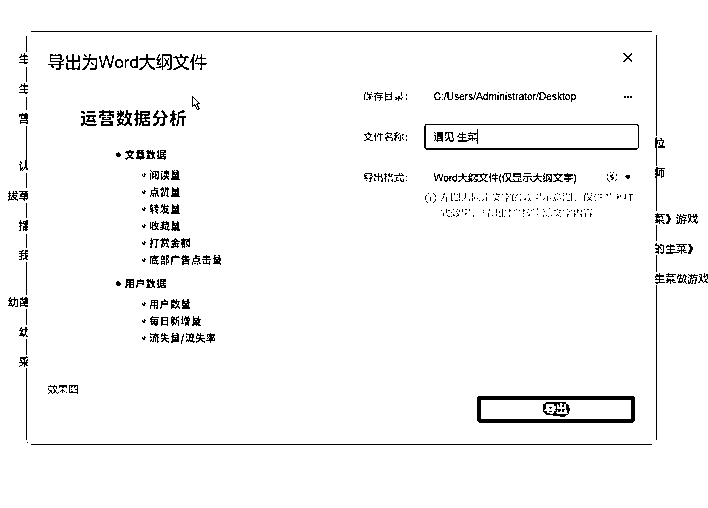 导出为Word大纲文件
保存目录: C:/Users/Administrator/Desktop ...
运营数据分析
文件名称: 遇见 生菜
文章数据
阅读量
导出格式: Word大纲文件(仅显示大纲文字)
点赞量
转发量
收藏量
打赏金额
底部广告点击量
用户数据
用户数量
每日新增量
流失量/流失率
效果图
导出
生
生
营
认
拔草
播
我
幼
幼
采
位
师
菜》游戏
的生菜》
生菜做游戏